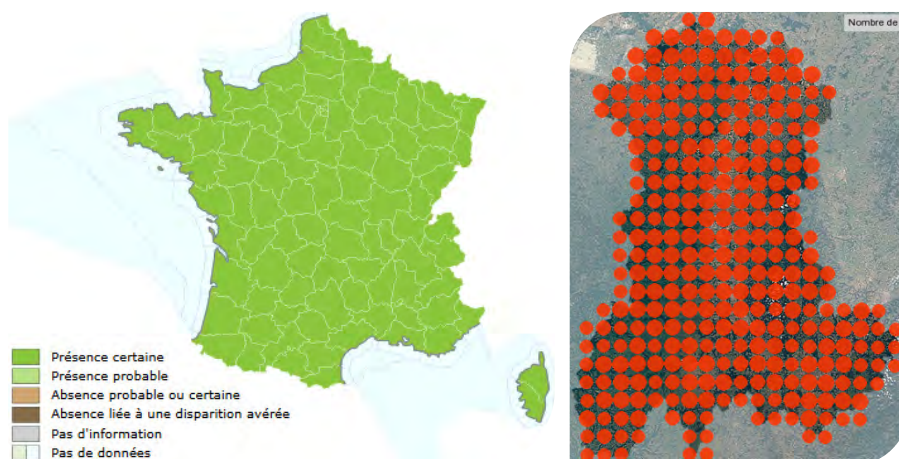 Présence certaine
Présence probable
Absence probable ou certaine
Absence liée à une disparition avérée
Pas d'information
Pas de données
Nombre de